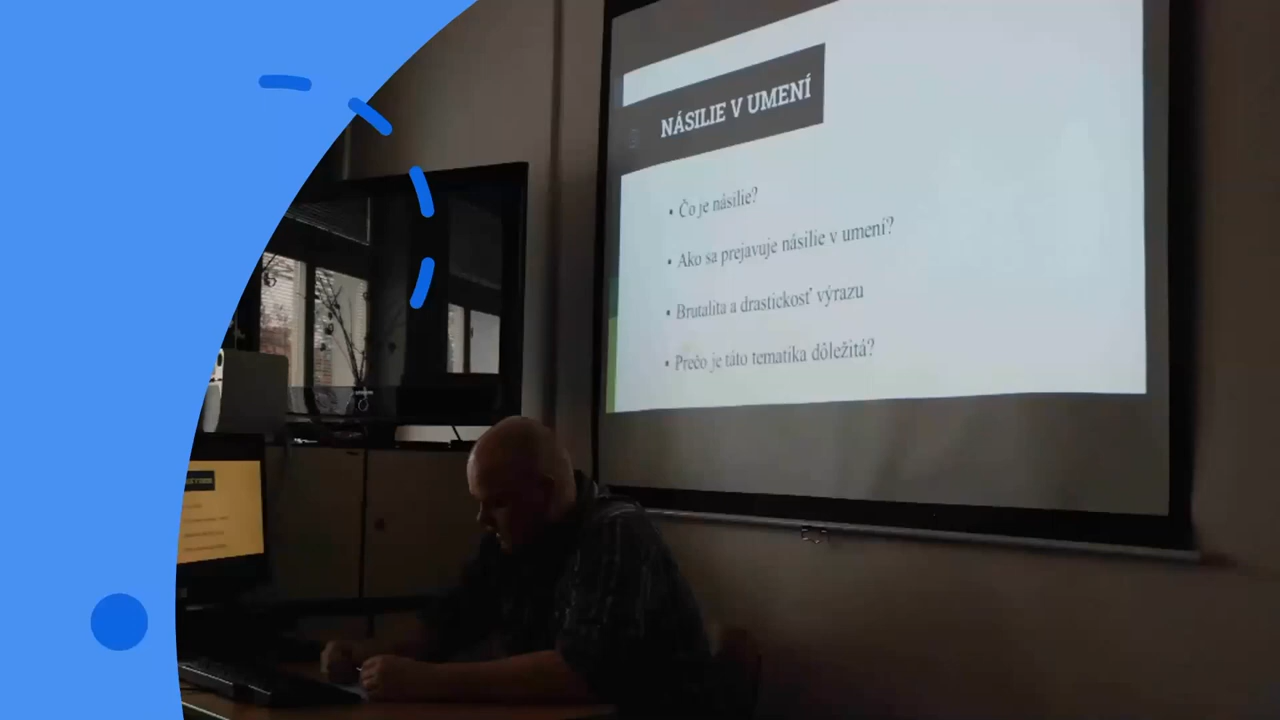 NÁSILIE V UMENÍ
• Čo je násilie?
• Ako sa prejavuje násilie v umení?
• Brutalita a drastickosť výrazu
• Prečo je táto tematika dôležitá?